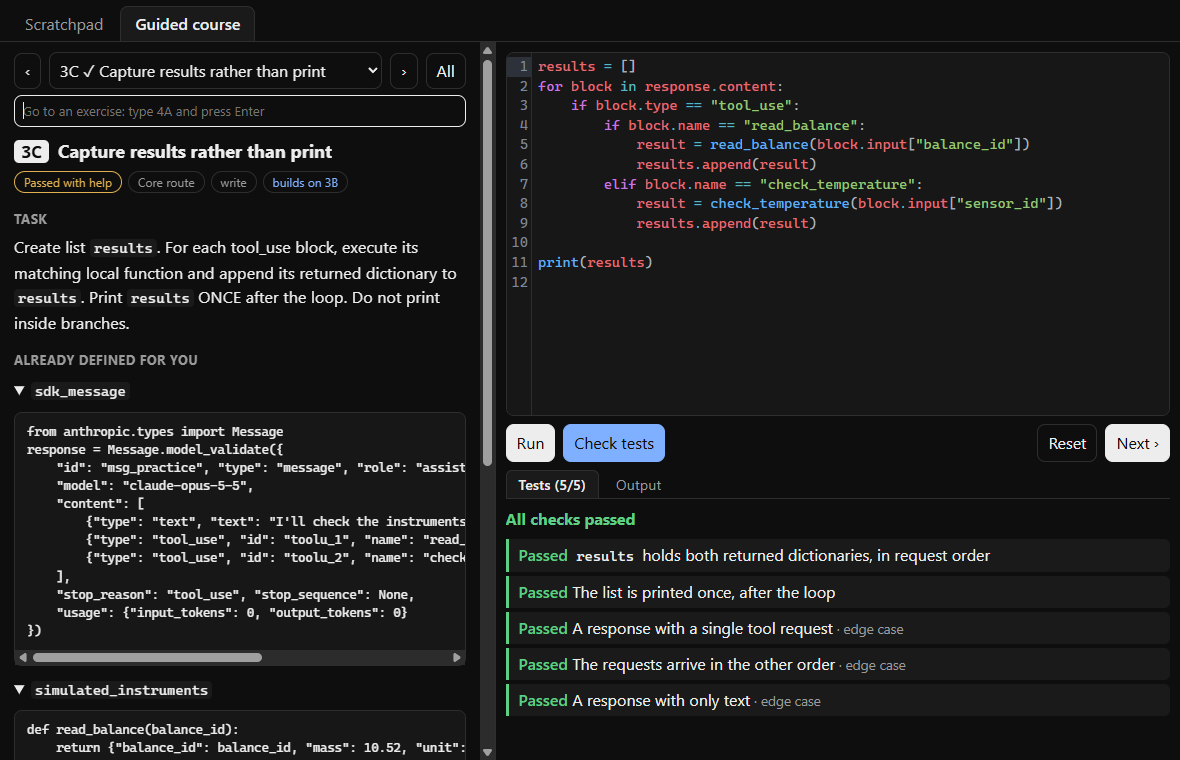 Scratchpad
Guided course
‹
3C ✓ Capture results rather than print
›
All
Go to an exercise: type 4A and press Enter
3C Capture results rather than print
Passed with help
Core route
write
builds on 3B
TASK
Create list results. For each tool_use block, execute its
matching local function and append its returned dictionary to
results. Print results ONCE after the loop. Do not print
inside branches.
ALREADY DEFINED FOR YOU
▼ sdk_message
from anthropic.types import Message
response = Message.model_validate({
    "id": "msg_practice", "type": "message", "role": "assist
    "model": "claude-opus-5-5",
    "content": [
        {"type": "text", "text": "I'll check the instruments
        {"type": "tool_use", "id": "toolu_1", "name": "read_
        {"type": "tool_use", "id": "toolu_2", "name": "check
    ],
    "stop_reason": "tool_use", "stop_sequence": None,
    "usage": {"input_tokens": 0, "output_tokens": 0}
})
▼ simulated_instruments
def read_balance(balance_id):
    return {"balance_id": balance_id, "mass": 10.52, "unit":
1 results = []
2 for block in response.content:
3     if block.type == "tool_use":
4         if block.name == "read_balance":
5             result = read_balance(block.input["balance_id"])
6             results.append(result)
7         elif block.name == "check_temperature":
8             result = check_temperature(block.input["sensor_id"])
9             results.append(result)
10
11 print(results)
12
Run
Check tests
Reset
Next ›
Tests (5/5)
Output
All checks passed
Passed results holds both returned dictionaries, in request order
Passed The list is printed once, after the loop
Passed A response with a single tool request · edge case
Passed The requests arrive in the other order · edge case
Passed A response with only text · edge case